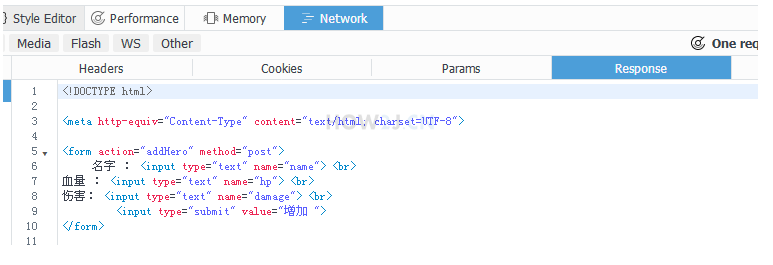 Style Editor Performance Memory Network
Media Flash WS Other One req
Headers Cookies Params Response
1 <!DOCTYPE html>
2
3 <meta http-equiv="Content-Type" content="text/html; charset=UTF-8">
4
5 <form action="addHero" method="post">
6 名字 : <input type="text" name="name"> <br>
7 血量 : <input type="text" name="hp"> <br>
8 伤害: <input type="text" name="damage"> <br>
9 <input type="submit" value="增加 ">
10 </form>
11